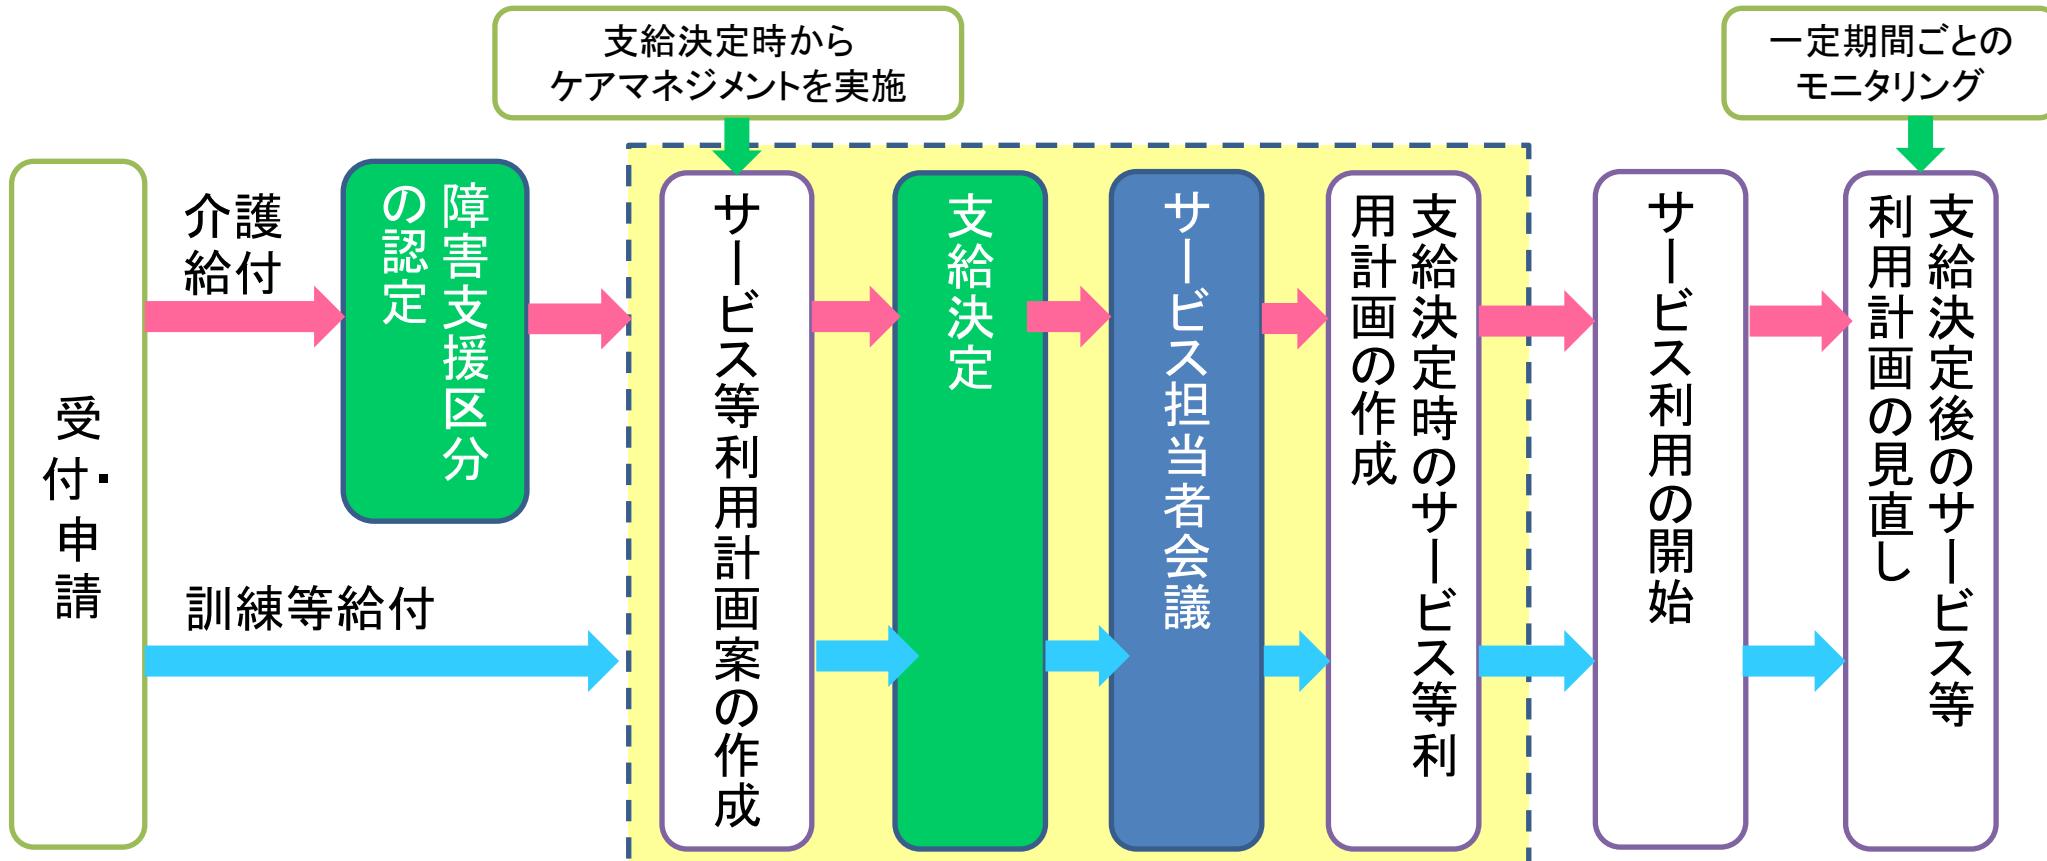 支給決定時から
ケアマネジメントを実施
一定期間ごとの
モニタリング
受付・申請
介護
給付
訓練等給付
障害支援区分
の認定
サービス等利用計画案の作成
支給決定
サービス担当者会議
支給決定時のサービス等利
用計画の作成
サービス利用の開始
支給決定後のサービス等
利用計画の見直し